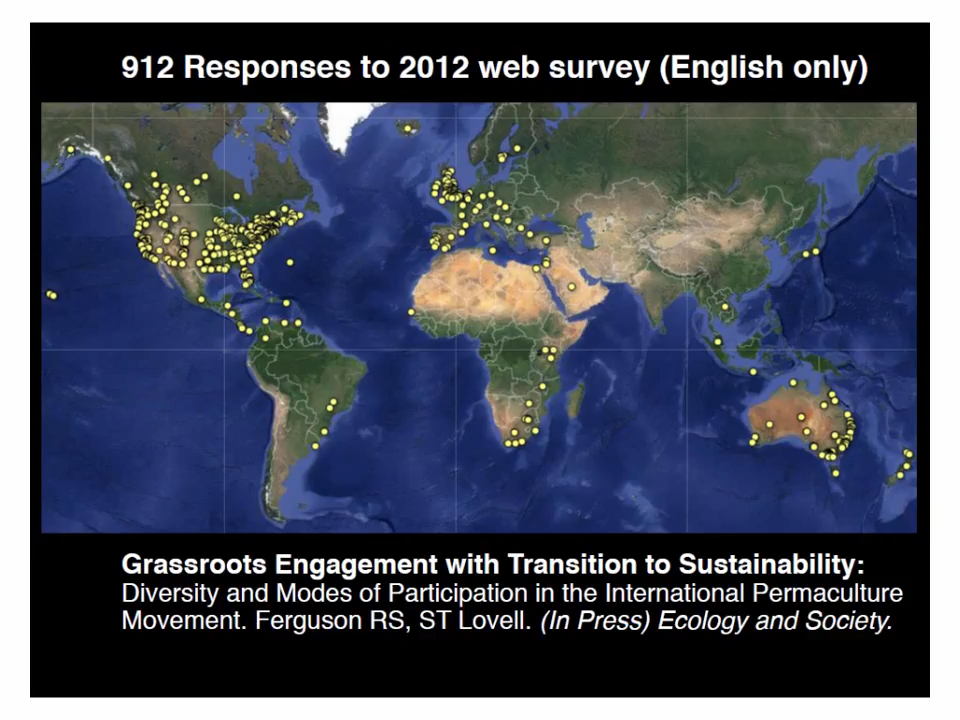 912 Responses to 2012 web survey (English only)
Grassroots Engagement with Transition to Sustainability:
Diversity and Modes of Participation in the International Permaculture
Movement. Ferguson RS, ST Lovell. (In Press) Ecology and Society.